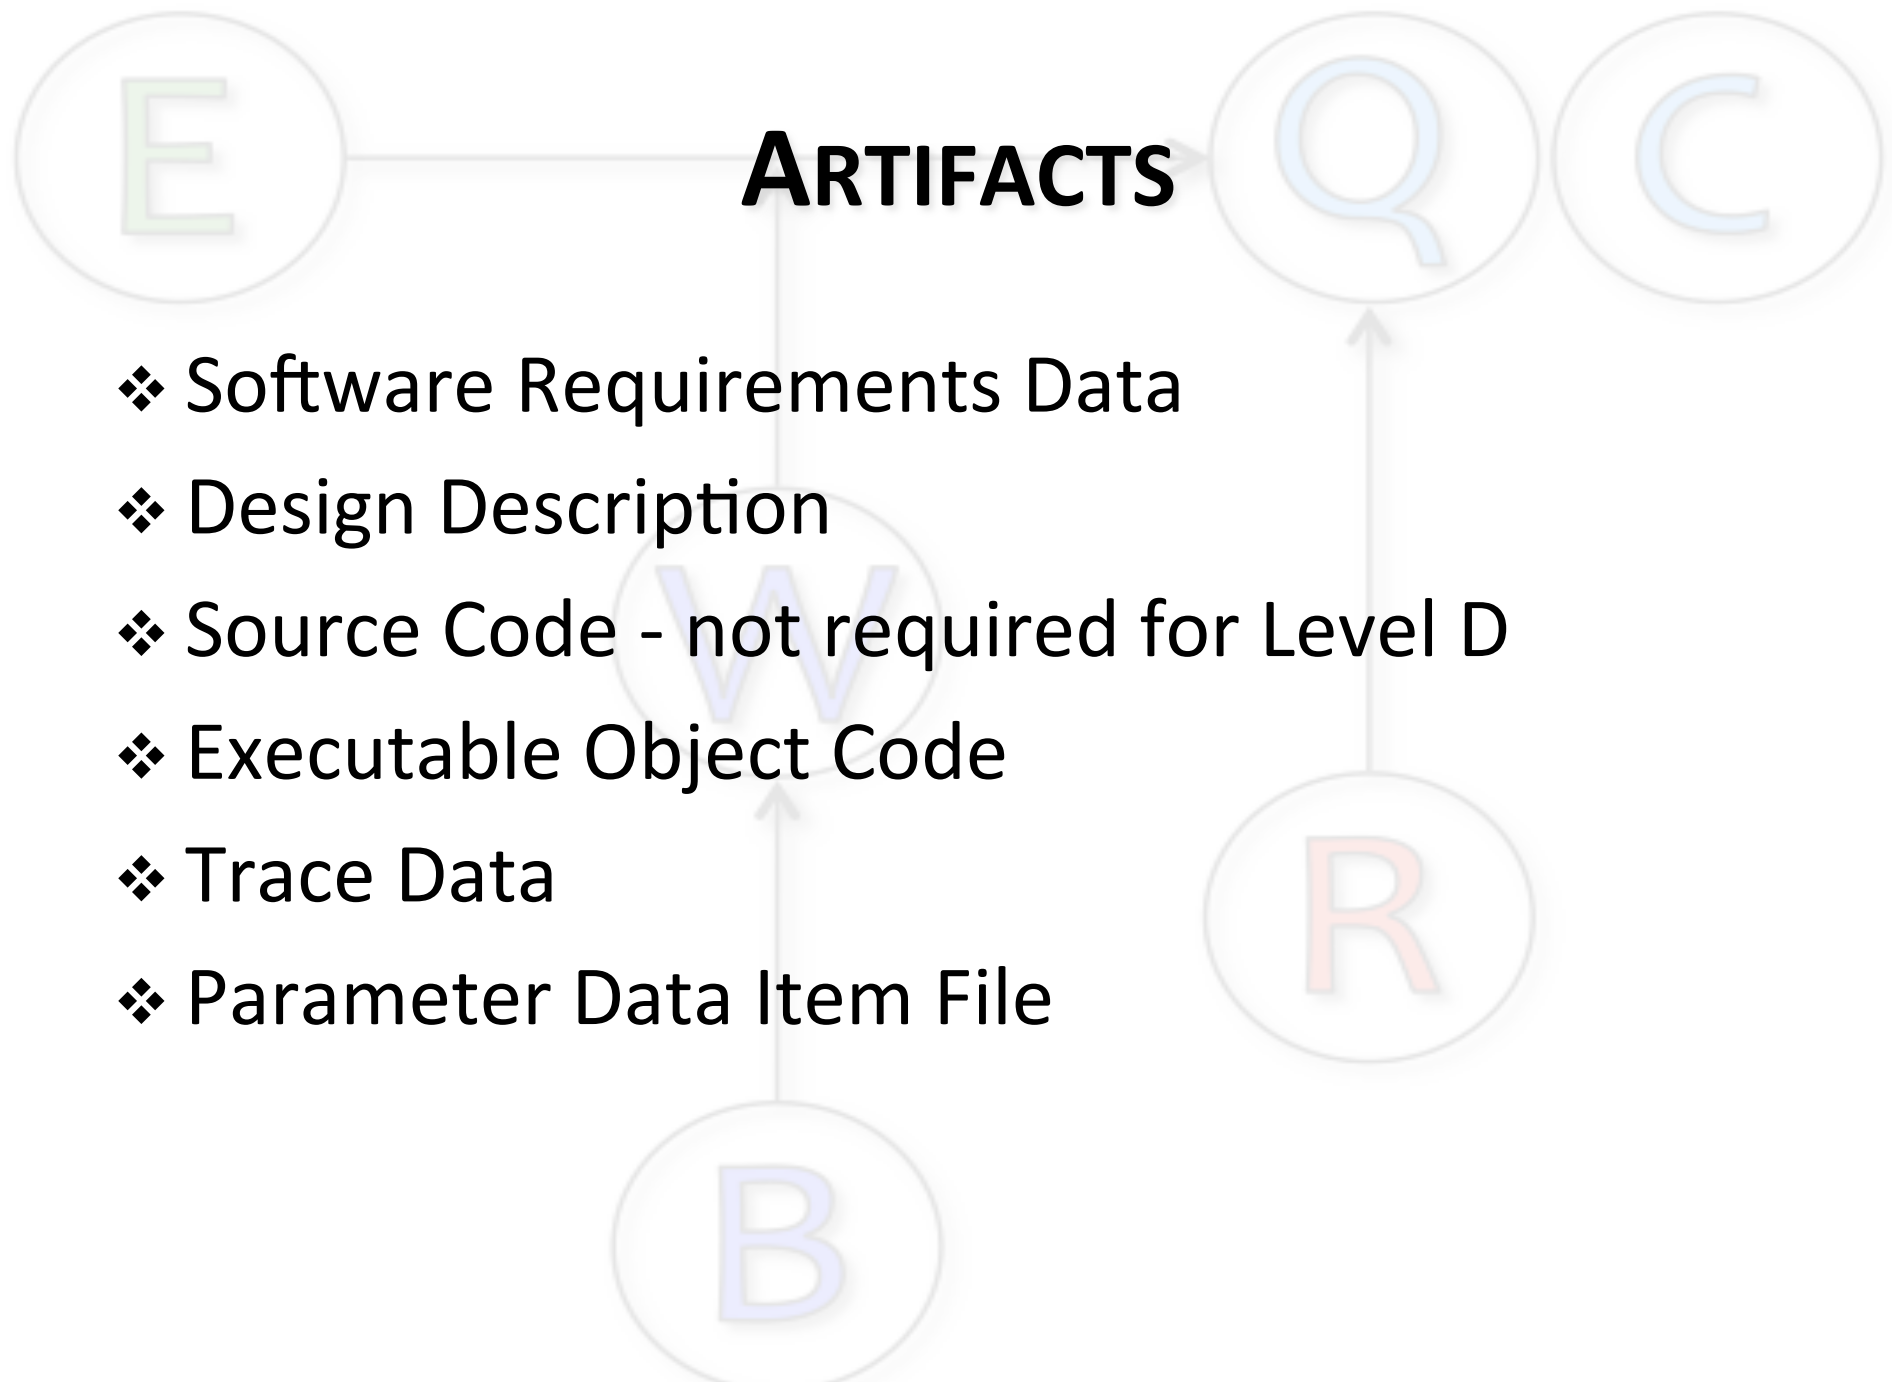 E
Q
C
ARTIFACTS
❖ Software Requirements Data
❖ Design Description
W
❖ Source Code - not required for Level D
❖ Executable Object Code
❖ Trace Data
R
❖ Parameter Data Item File
B